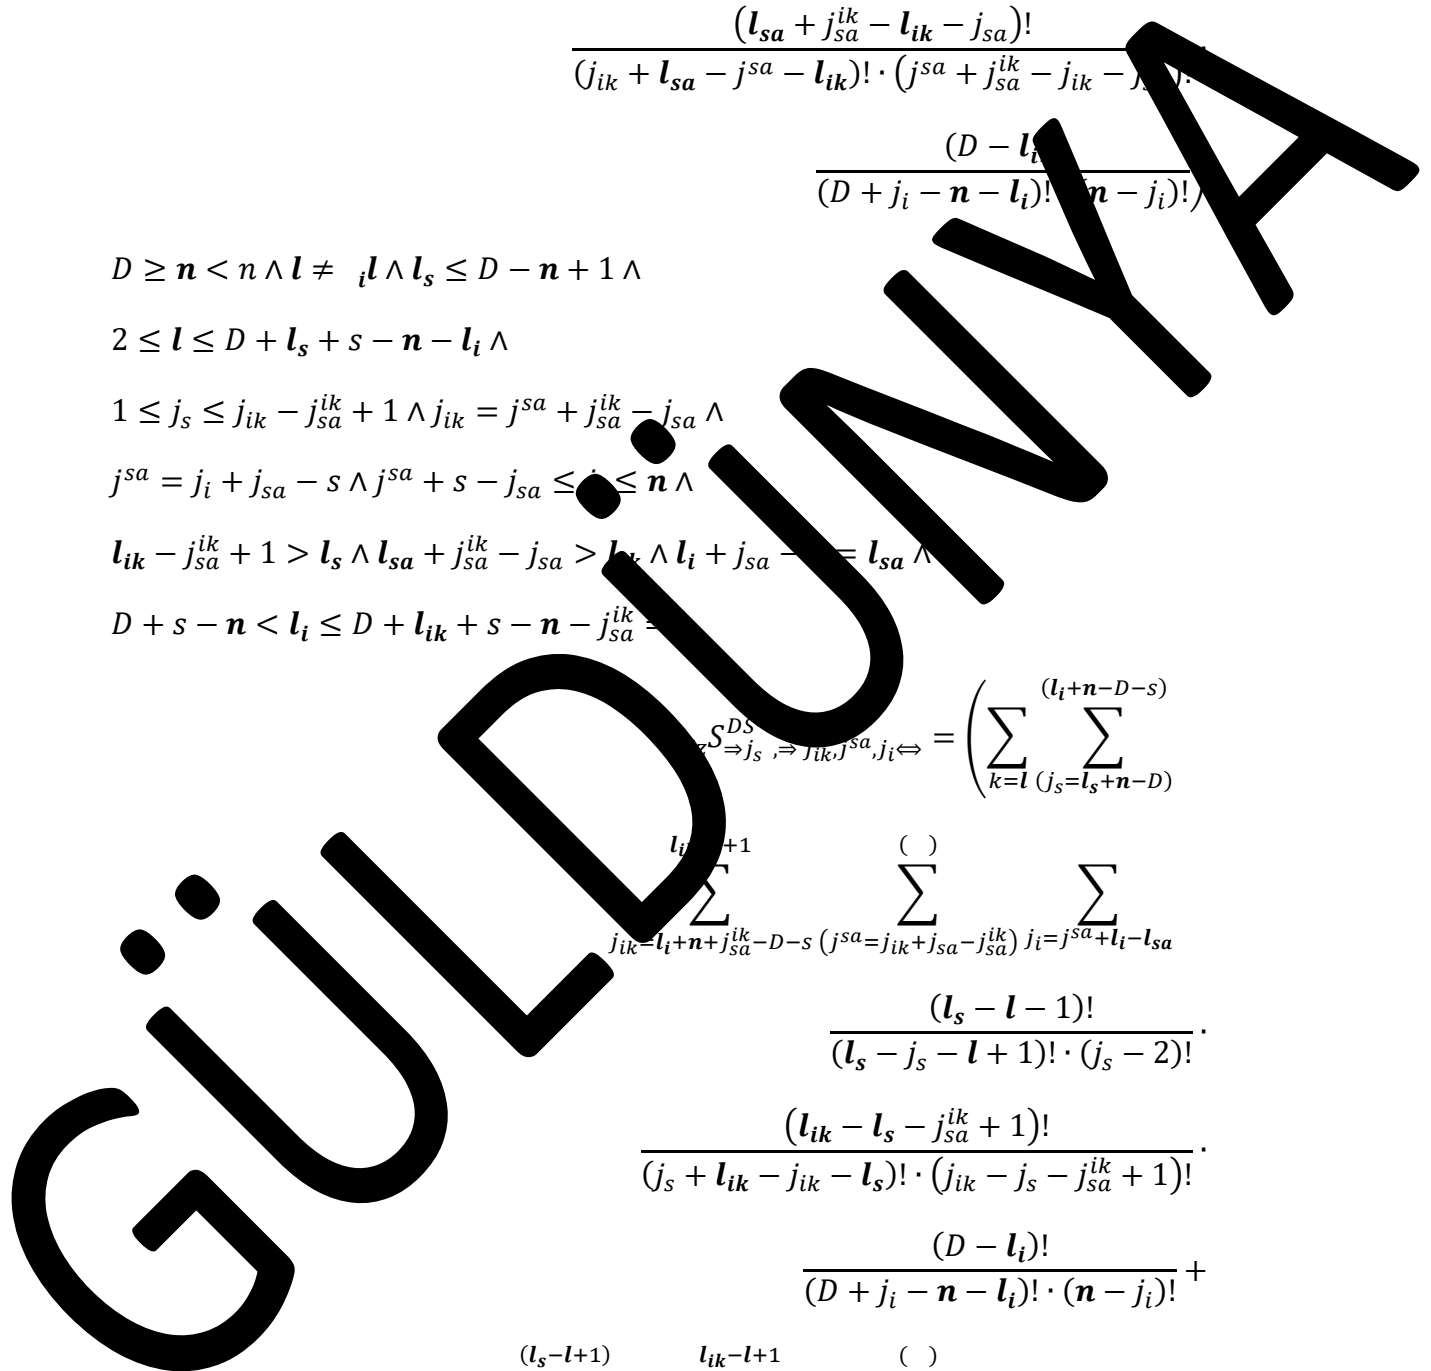 (l_sa + j_sa^ik − l_ik − j_sa)!
(j_ik + l_sa − j^sa − l_ik)! · (j^sa + j_sa^ik − j_ik −
(D −
(D + j_i − n − l_i)! n − j_i)!)
D ≥ n < n ∧ l ≠ _il ∧ l_s ≤ D − n + 1 ∧
2 ≤ l ≤ D + l_s + s − n − l_i ∧
1 ≤ j_s ≤ j_ik − j_sa^ik + 1 ∧ j_ik = j^sa + j_sa^ik − j_sa ∧
j^sa = j_i + j_sa − s ∧ j^sa + s − j_sa ≤ ≤ n ∧
l_ik − j_sa^ik + 1 > l_s ∧ l_sa + j_sa^ik − j_sa > ∧ l_i + j_sa − = l_sa ∧
D + s − n < l_i ≤ D + l_ik + s − n − j_sa^ik
(l_i+n−D−s)
S^DS_⇒j_s,⇒j_ik,j^sa,j_i⇔ = (∑ ∑
k=l (j_s=l_s+n−D)
+1 ( )
∑ ∑ ∑
j_ik=l_i+n+j_sa^ik−D−s (j^sa=j_ik+j_sa−j_sa^ik) j_i=j^sa+l_i−l_sa
(l_s − l − 1)!
(l_s − j_s − l + 1)! · (j_s − 2)! ·
(l_ik − l_s − j_sa^ik + 1)!
(j_s + l_ik − j_ik − l_s)! · (j_ik − j_s − j_sa^ik + 1)! ·
(D − l_i)!
(D + j_i − n − l_i)! · (n − j_i)! +
(l_s−l+1) l_ik−l+1 ( )
GÜLDÜNYA